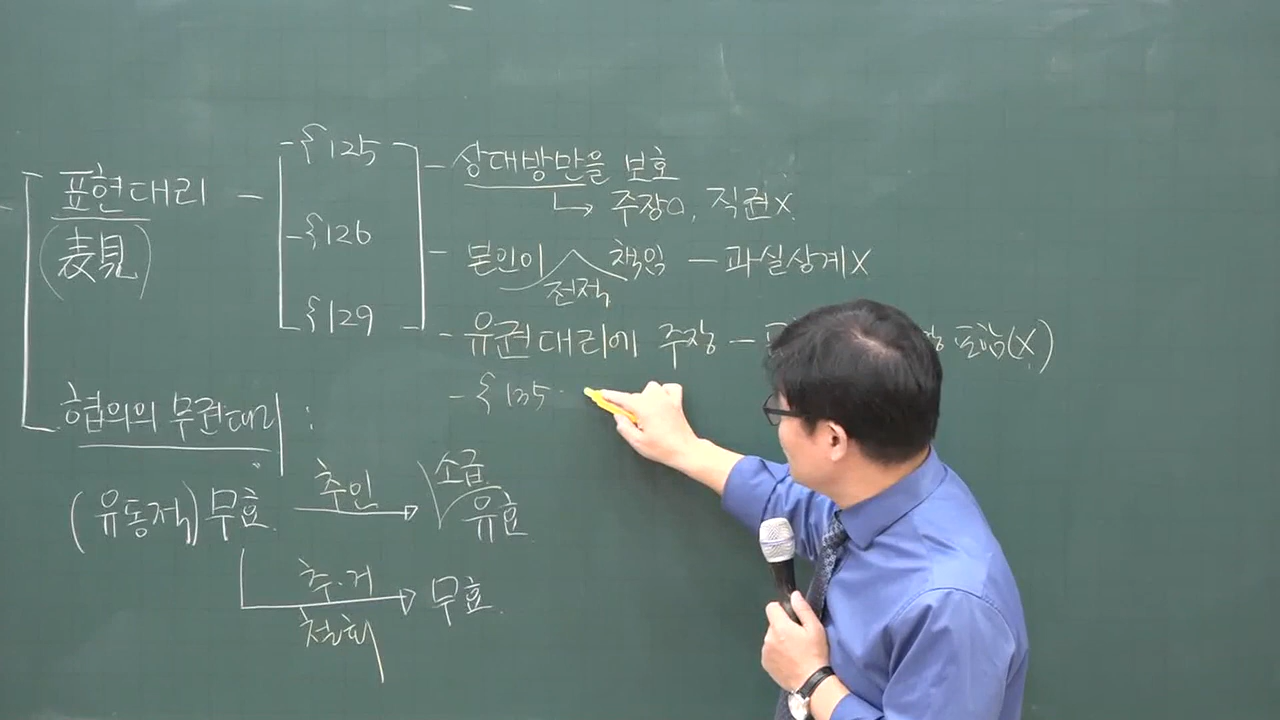 표현대리
(表見)
§125
§126
§129
- 상대방만을 보호
↳ 주장O, 직권X
- 본인이 전적 책임 - 과실상계X
- 유권대리에 주장 - 포함(X)
- §135
협의의 무권대리 :
(유동적) 무효
추인
소급
유효
추·거
철회
무효